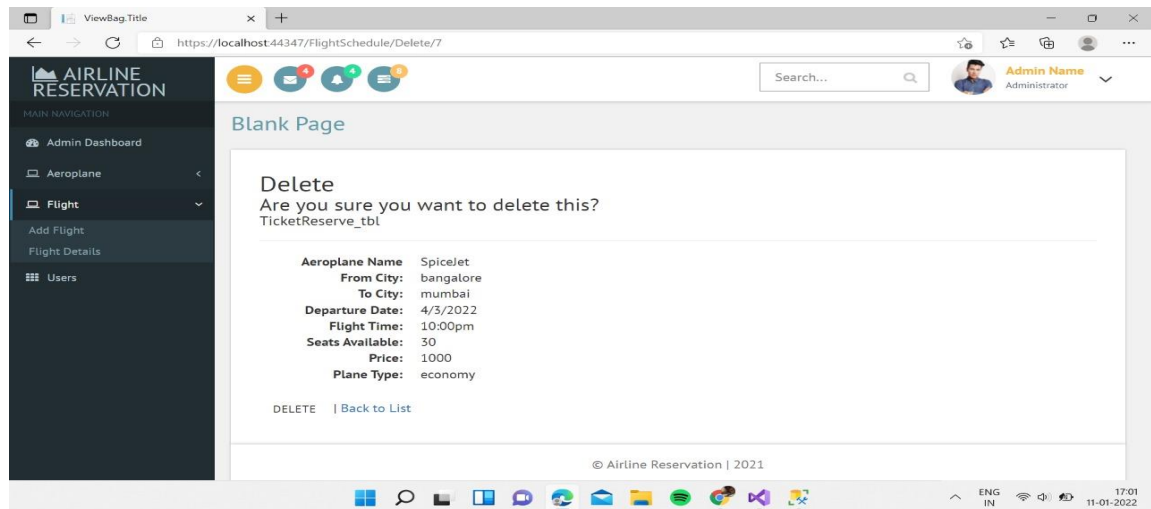 ViewBag.Title
https://localhost:44347/FlightSchedule/Delete/7
AIRLINE
RESERVATION
4
4
8
Search...
Admin Name
Administrator
MAIN NAVIGATION
Admin Dashboard
Aeroplane
Flight
Add Flight
Flight Details
Users
Blank Page
Delete
Are you sure you want to delete this?
TicketReserve_tbl
Aeroplane Name SpiceJet
From City: bangalore
To City: mumbai
Departure Date: 4/3/2022
Flight Time: 10:00pm
Seats Available: 30
Price: 1000
Plane Type: economy
DELETE | Back to List
© Airline Reservation | 2021
ENG
IN
17:01
11-01-2022